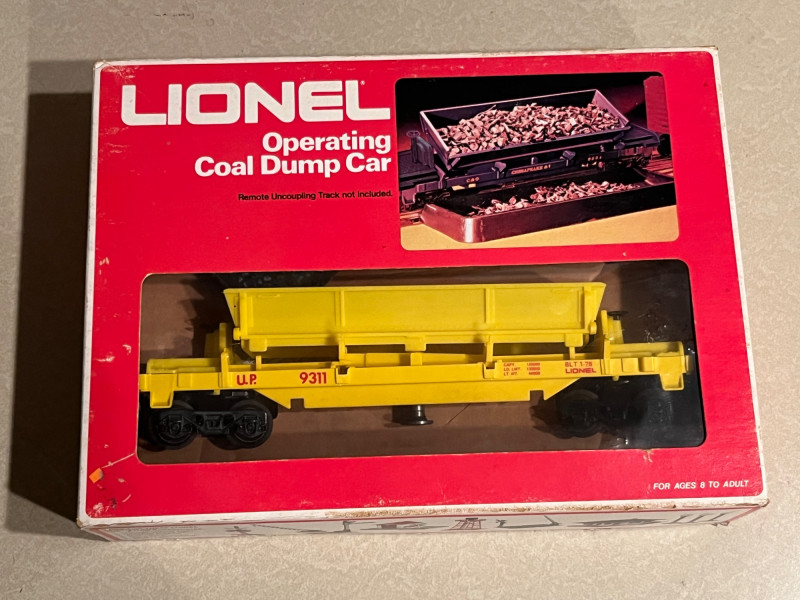 LIONEL
Operating
Coal Dump Car
Remote Uncoupling Track not included.
C&O
U.P.
9311
BLT 1-78
LIONEL
FOR AGES 8 TO ADULT